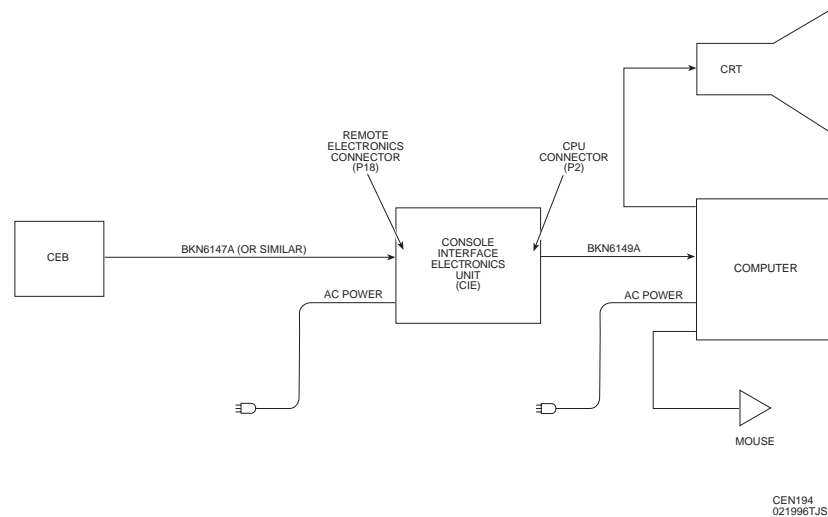 CRT
REMOTE
ELECTRONICS
CONNECTOR
(P18)
CPU
CONNECTOR
(P2)
CEB
BKN6147A (OR SIMILAR)
CONSOLE
INTERFACE
ELECTRONICS
UNIT
(CIE)
BKN6149A
COMPUTER
AC POWER
AC POWER
MOUSE
CEN194
021996TJS